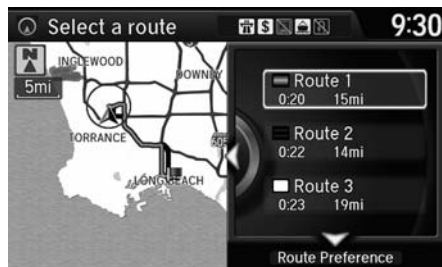 Select a route
9:30
N
5mi
INGLEWOOD
DOWNEY
TORRANCE
605
LONG BEACH
Route 1
0:20 15mi
Route 2
0:22 14mi
Route 3
0:23 19mi
Route Preference